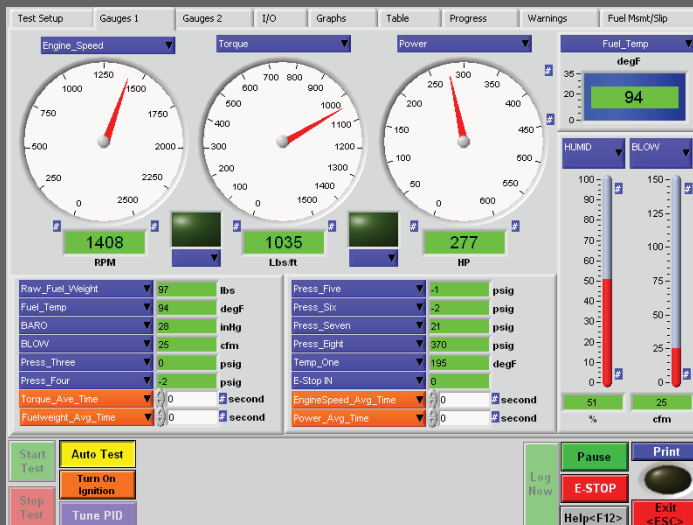 Test Setup Gauges 1 Gauges 2 I/O Graphs Table Progress Warnings Fuel Msmt/Slip
Engine_Speed Torque Power Fuel_Temp
degF
0 250 500 750 1000 1250 1500 1750 2000 2250 2500
0 100 200 300 400 500 600 700 800 900 1000 1100 1200 1300 1400 1500
0 50 100 150 200 250 300 350 400 450 500 550 600
35 20 0
94
# # # # # # #
1408 1035 277
RPM Lbs/ft HP
HUMID BLOW
100 90 80 70 60 50 40 30 20 10 0
150 125 100 75 50 25 0
# # # #
51 25
% cfm
Raw_Fuel_Weight 97 lbs
Fuel_Temp 94 degF
BARO 28 inHg
BLOW 25 cfm
Press_Three 0 psig
Press_Four -2 psig
Torque_Ave_Time 0 # second
Fuelweight_Avg_Time 0 # second
Press_Five -1 psig
Press_Six -2 psig
Press_Seven 21 psig
Press_Eight 370 psig
Temp_One 195 degF
E-Stop IN 0
EngineSpeed_Avg_Time 0 # second
Power_Avg_Time 0 # second
Start
Test
Auto Test
Turn On
Ignition
Stop
Test
Tune PID
Log
Now
Pause
E-STOP
Help<F12>
Print
Exit
<ESC>